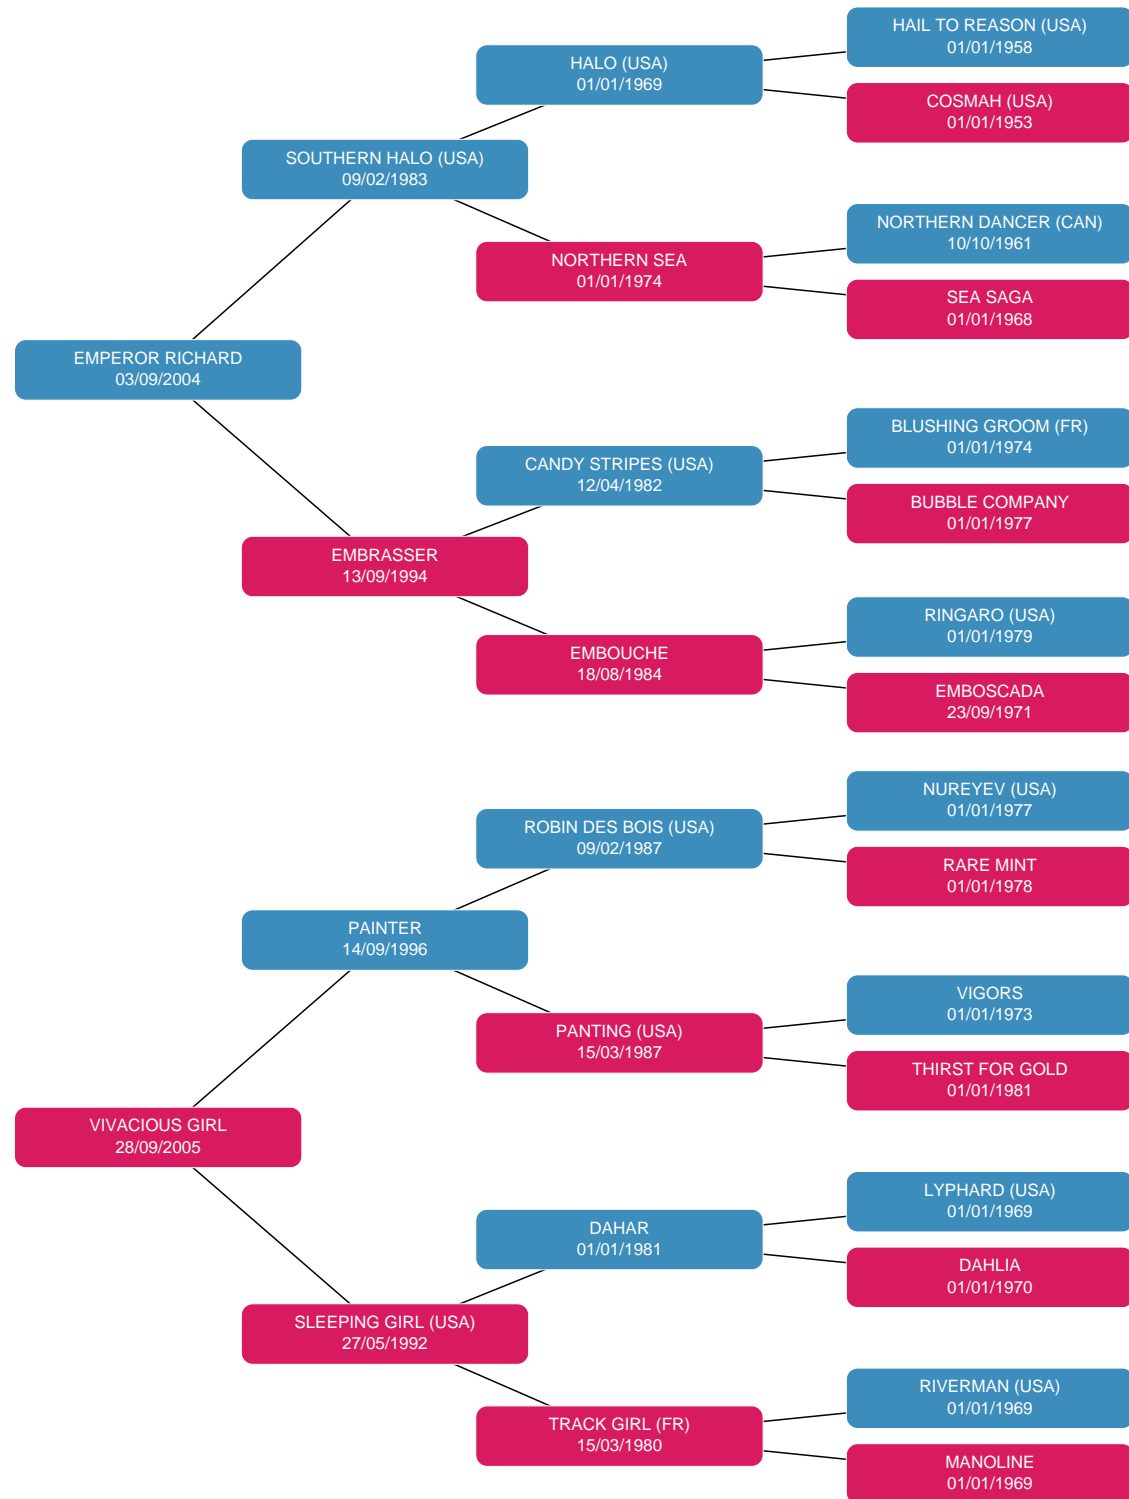 HAIL TO REASON (USA)
01/01/1958
HALO (USA)
01/01/1969
COSMAH (USA)
01/01/1953
SOUTHERN HALO (USA)
09/02/1983
NORTHERN DANCER (CAN)
10/10/1961
NORTHERN SEA
01/01/1974
SEA SAGA
01/01/1968
EMPEROR RICHARD
03/09/2004
BLUSHING GROOM (FR)
01/01/1974
CANDY STRIPES (USA)
12/04/1982
BUBBLE COMPANY
01/01/1977
EMBRASSER
13/09/1994
RINGARO (USA)
01/01/1979
EMBOUCHE
18/08/1984
EMBOSCADA
23/09/1971
NUREYEV (USA)
01/01/1977
ROBIN DES BOIS (USA)
09/02/1987
RARE MINT
01/01/1978
PAINTER
14/09/1996
VIGORS
01/01/1973
PANTING (USA)
15/03/1987
THIRST FOR GOLD
01/01/1981
VIVACIOUS GIRL
28/09/2005
LYPHARD (USA)
01/01/1969
DAHAR
01/01/1981
DAHLIA
01/01/1970
SLEEPING GIRL (USA)
27/05/1992
RIVERMAN (USA)
01/01/1969
TRACK GIRL (FR)
15/03/1980
MANOLINE
01/01/1969